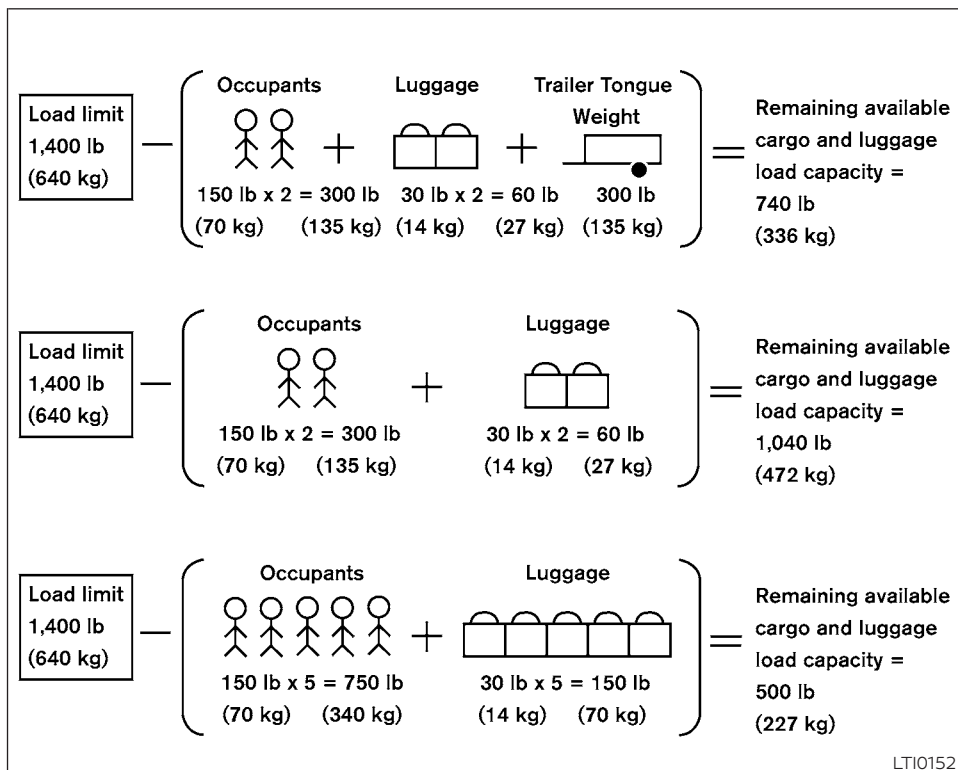 Occupants Luggage Trailer Tongue
Weight
Load limit
1,400 lb
(640 kg)
—
+
+
=
150 lb x 2 = 300 lb 30 lb x 2 = 60 lb 300 lb
(70 kg) (135 kg) (14 kg) (27 kg) (135 kg)
Remaining available
cargo and luggage
load capacity =
740 lb
(336 kg)
Occupants Luggage
Load limit
1,400 lb
(640 kg)
—
+
=
150 lb x 2 = 300 lb 30 lb x 2 = 60 lb
(70 kg) (135 kg) (14 kg) (27 kg)
Remaining available
cargo and luggage
load capacity =
1,040 lb
(472 kg)
Occupants Luggage
Load limit
1,400 lb
(640 kg)
—
+
=
150 lb x 5 = 750 lb 30 lb x 5 = 150 lb
(70 kg) (340 kg) (14 kg) (70 kg)
Remaining available
cargo and luggage
load capacity =
500 lb
(227 kg)
LTI0152